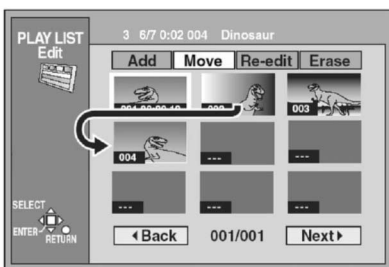 PLAY LIST
Edit
3 6/7 0:02 004 Dinosaur
Add Move Re-edit Erase
003
004 --- ---
--- --- ---
SELECT
ENTER RETURN
Back 001/001 Next